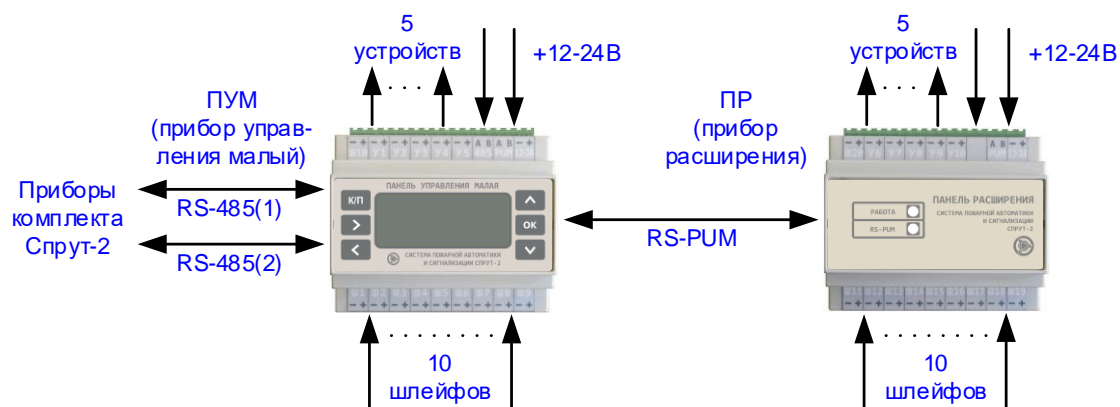 5
устройств
+12-24В
5
устройств
+12-24В
ПУМ
(прибор управ-
ления малый)
ПР
(прибор
расширения)
Приборы
комплекта
Спрут-2
RS-485(1)
RS-485(2)
ПАНЕЛЬ УПРАВЛЕНИЯ МАЛАЯ
К/П
ОК
СИСТЕМА ПОЖАРНОЙ АВТОМАТИКИ
И СИГНАЛИЗАЦИИ СПРУТ-2
RS-PUM
ПАНЕЛЬ РАСШИРЕНИЯ
СИСТЕМА ПОЖАРНОЙ АВТОМАТИКИ
И СИГНАЛИЗАЦИИ
СПРУТ-2
РАБОТА
RS-PUM
10
шлейфов
10
шлейфов